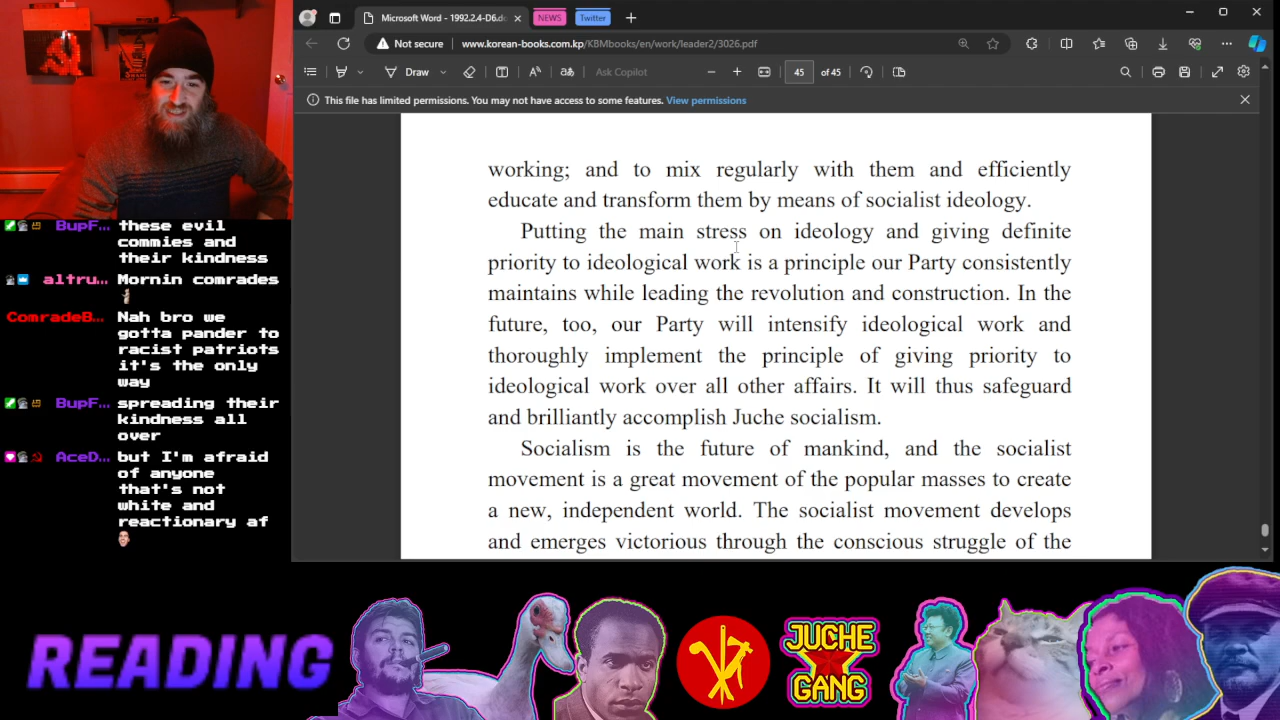 Microsoft Word - 1992.2.4-D6.do
NEWS
Twitter
Not secure
www.korean-books.com.kp/KBMbooks/en/work/leader2/3026.pdf
Draw
Ask Copilot
45
of 45
This file has limited permissions. You may not have access to some features. View permissions
working; and to mix regularly with them and efficiently
educate and transform them by means of socialist ideology.
Putting the main stress on ideology and giving definite
priority to ideological work is a principle our Party consistently
maintains while leading the revolution and construction. In the
future, too, our Party will intensify ideological work and
thoroughly implement the principle of giving priority to
ideological work over all other affairs. It will thus safeguard
and brilliantly accomplish Juche socialism.
Socialism is the future of mankind, and the socialist
movement is a great movement of the popular masses to create
a new, independent world. The socialist movement develops
and emerges victorious through the conscious struggle of the
BupF... these evil
commies and
their kindness
altru... Mornin comrades
ComradeB... Nah bro we
gotta pander to
racist patriots
it's the only
way
BupF... spreading their
kindness all
over
AceD... but I'm afraid
of anyone
that's not
white and
reactionary af
READING
JUCHE
GANG